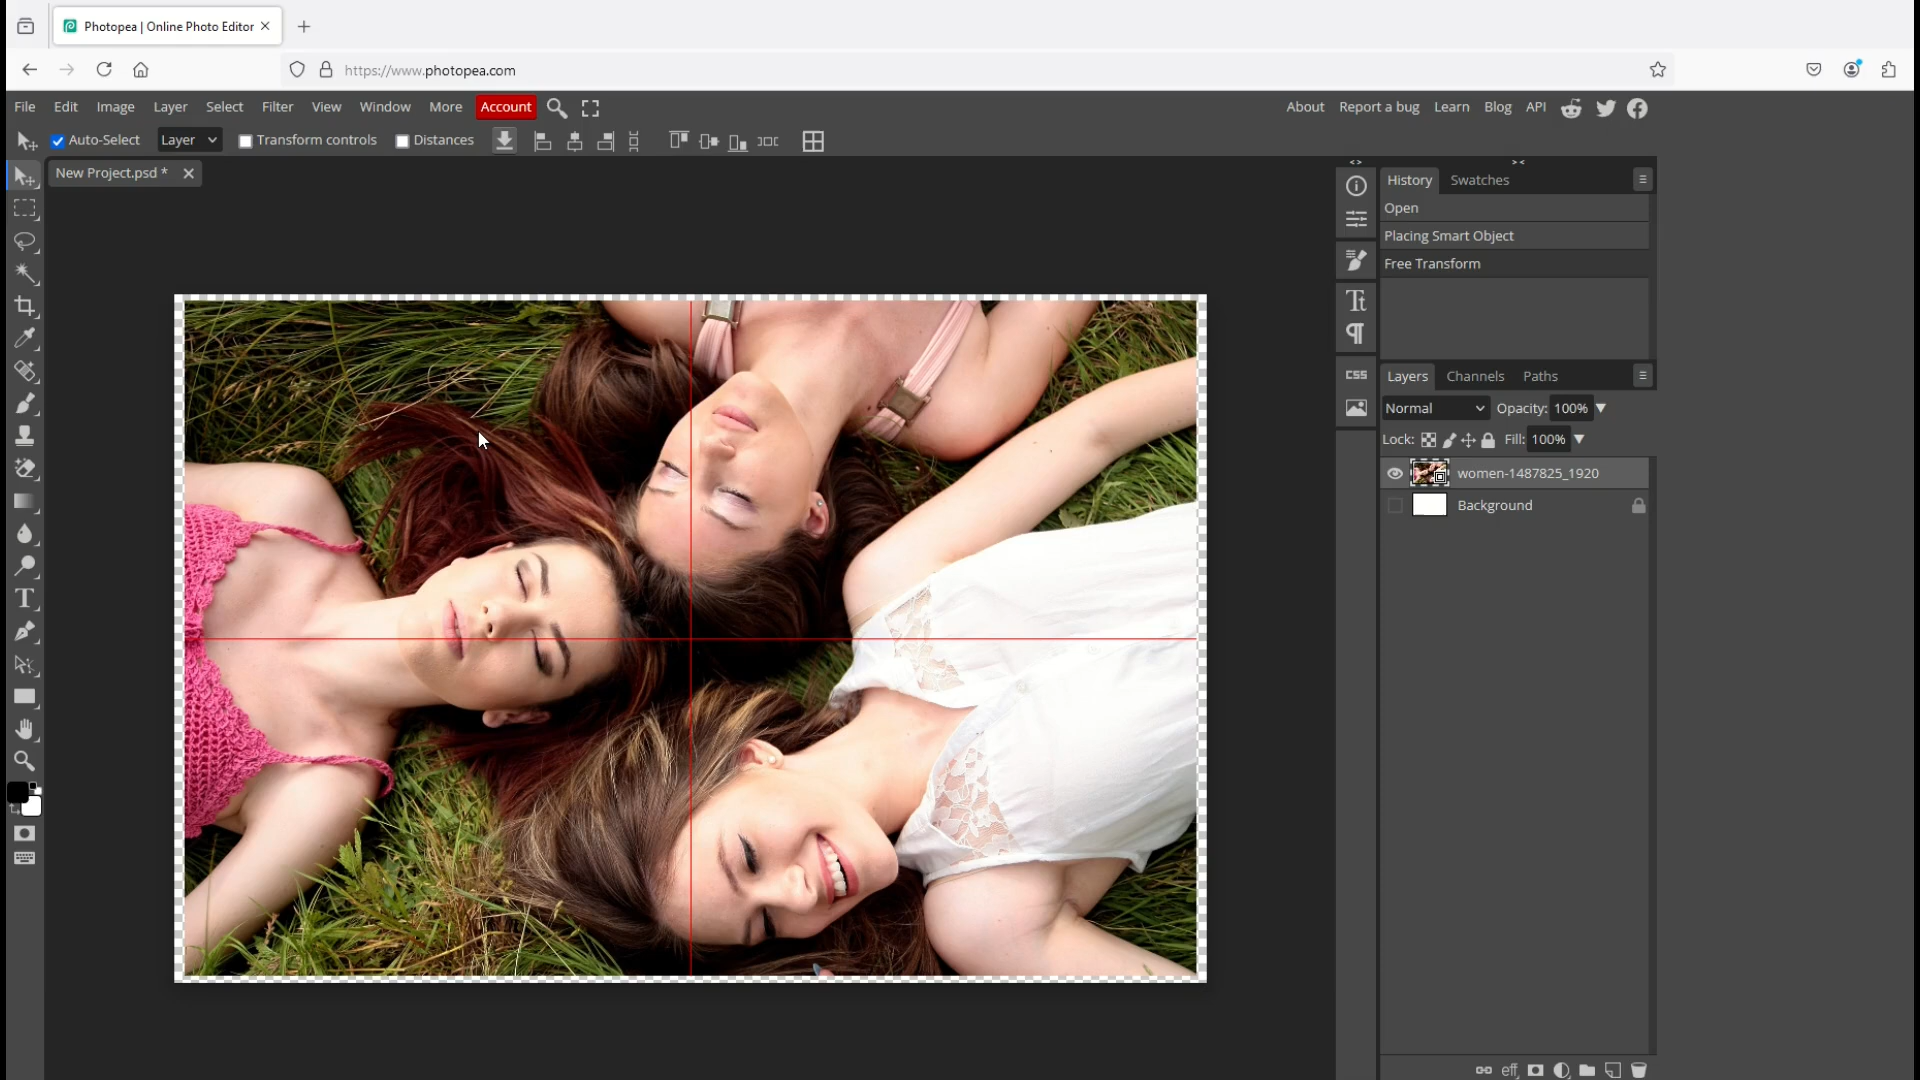 Photopea | Online Photo Editor
https://www.photopea.com
File Edit Image Layer Select Filter View Window More Account About Report a bug Learn Blog API
Auto-Select Layer Transform controls Distances
New Project.psd *
History Swatches
Open
Placing Smart Object
Free Transform
Tt
CSS
Layers Channels Paths
Normal Opacity: 100%
Lock: Fill: 100%
women-1487825_1920
Background
T
eff